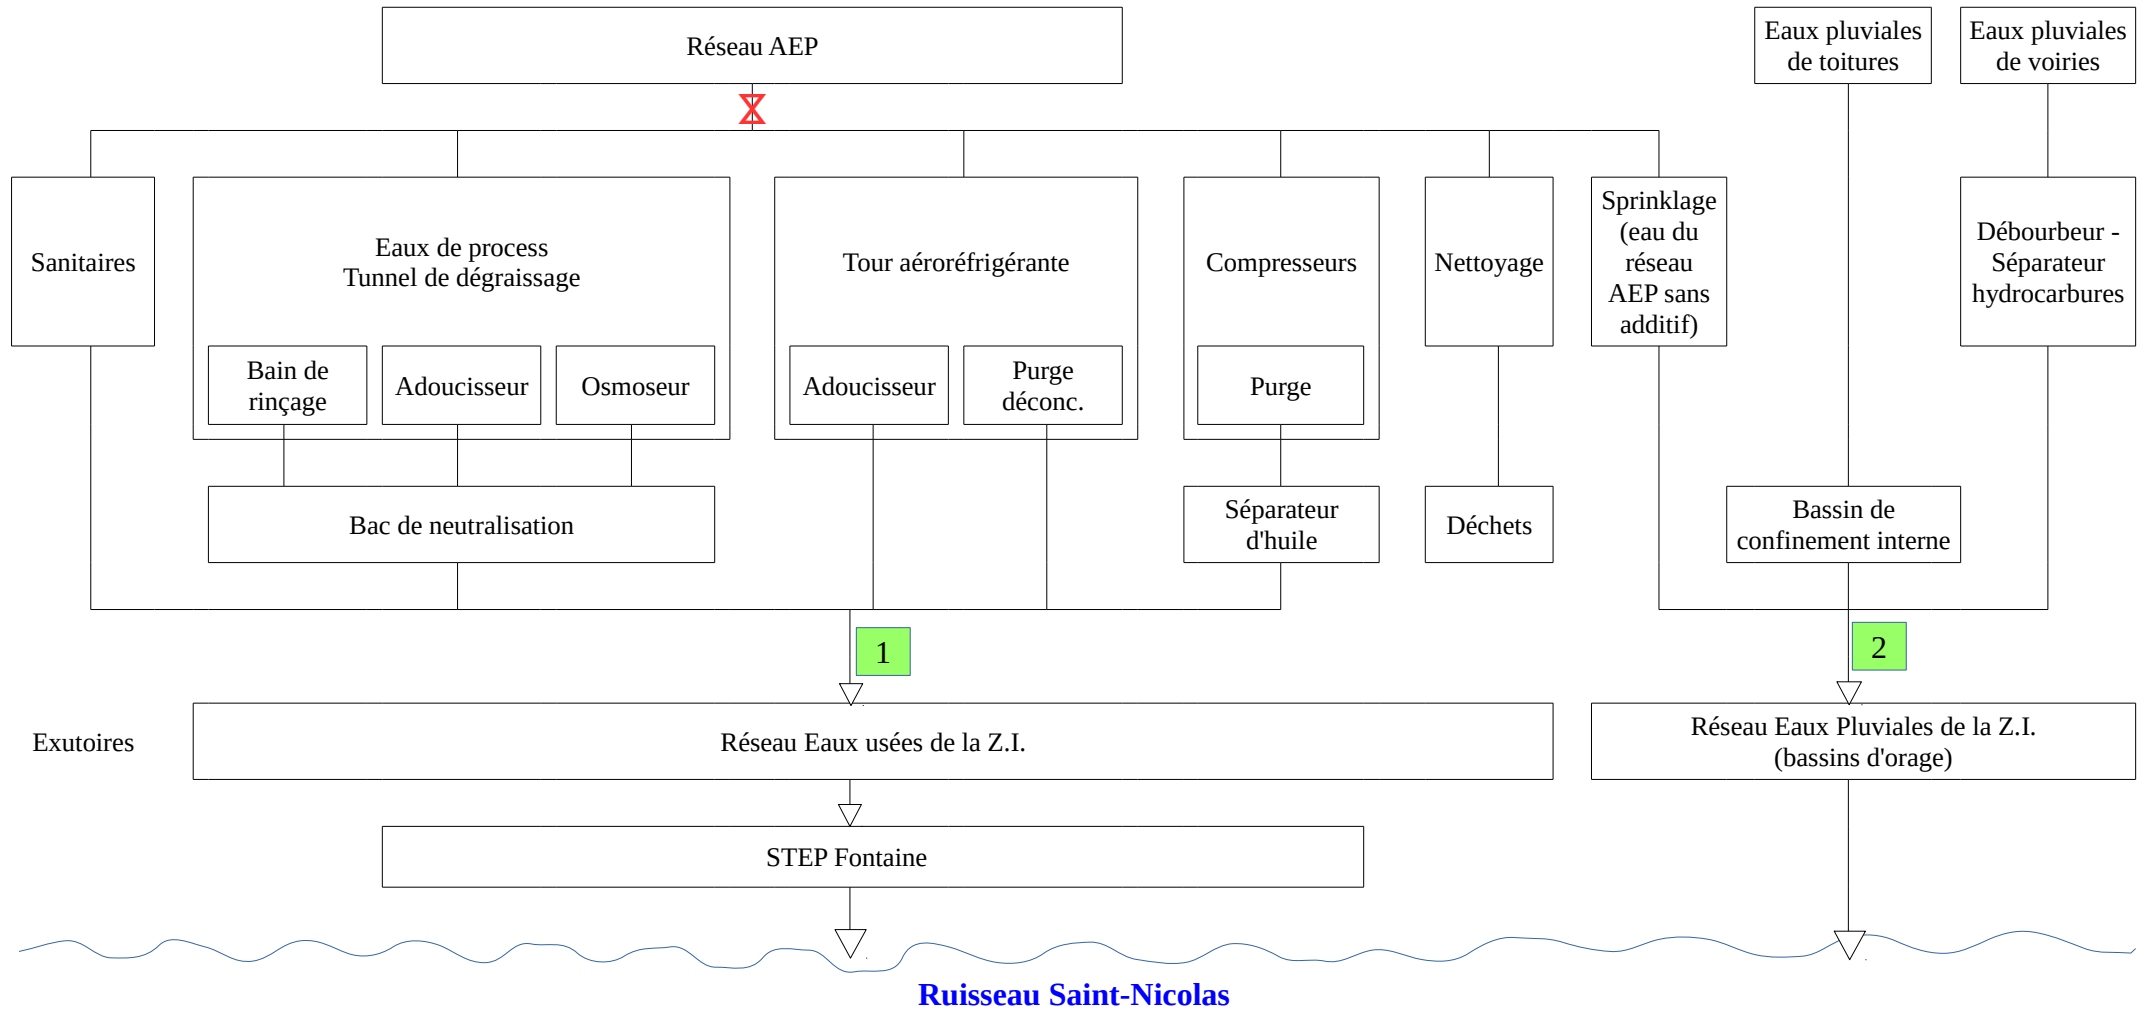 Réseau AEP
Eaux pluviales
de toitures
Eaux pluviales
de voiries
Sanitaires
Eaux de process
Tunnel de dégraissage
Tour aéroréfrigérante
Compresseurs
Nettoyage
Sprinklage
(eau du
réseau
AEP sans
additif)
Débourbeur -
Séparateur
hydrocarbures
Bain de
rinçage
Adoucisseur
Osmoseur
Adoucisseur
Purge
déconc.
Purge
Bac de neutralisation
Séparateur
d'huile
Déchets
Bassin de
confinement interne
1
2
Exutoires
Réseau Eaux usées de la Z.I.
Réseau Eaux Pluviales de la Z.I.
(bassins d'orage)
STEP Fontaine
Ruisseau Saint-Nicolas